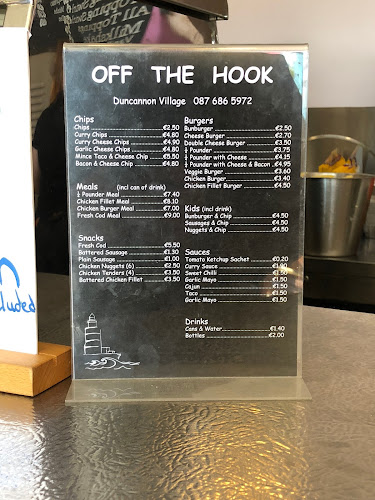 OFF THE HOOK
Duncannon Village 087 686 5972
Chips
Chips €2.50
Curry Chips €4.80
Curry Cheese Chips €4.90
Garlic Cheese Chips €4.80
Mince Taco & Cheese Chip €5.50
Bacon & Cheese Chip €4.80
Meals (incl can of drink)
¼ Pounder Meal €7.40
Chicken Fillet Meal €8.10
Chicken Burger Meal €7.00
Fresh Cod Meal €9.00
Snacks
Fresh Cod €5.50
Battered Sausage €1.30
Plain Sausage €1.00
Chicken Nuggets (6) €2.50
Chicken Tenders (4) €3.50
Battered Chicken Fillet €3.50
Burgers
Bunburger €2.50
Cheese Burger €2.70
Double Cheese Burger €3.50
¼ Pounder €3.75
¼ Pounder with Cheese €4.15
¼ Pounder with Cheese & Bacon €4.95
Veggie Burger €3.60
Chicken Burger €3.40
Chicken Fillet Burger €4.50
Kids (incl drink)
Bunburger & Chip €4.50
Sausages & Chip €4.50
Nuggets & Chip €4.50
Sauces
Tomato Ketchup Sachet €0.20
Curry Sauce €1.90
Sweet Chilli €1.50
Garlic Mayo €1.50
Cajun €1.50
Taco €1.50
Garlic Mayo €1.50
Drinks
Cans & Water €1.40
Bottles €2.00